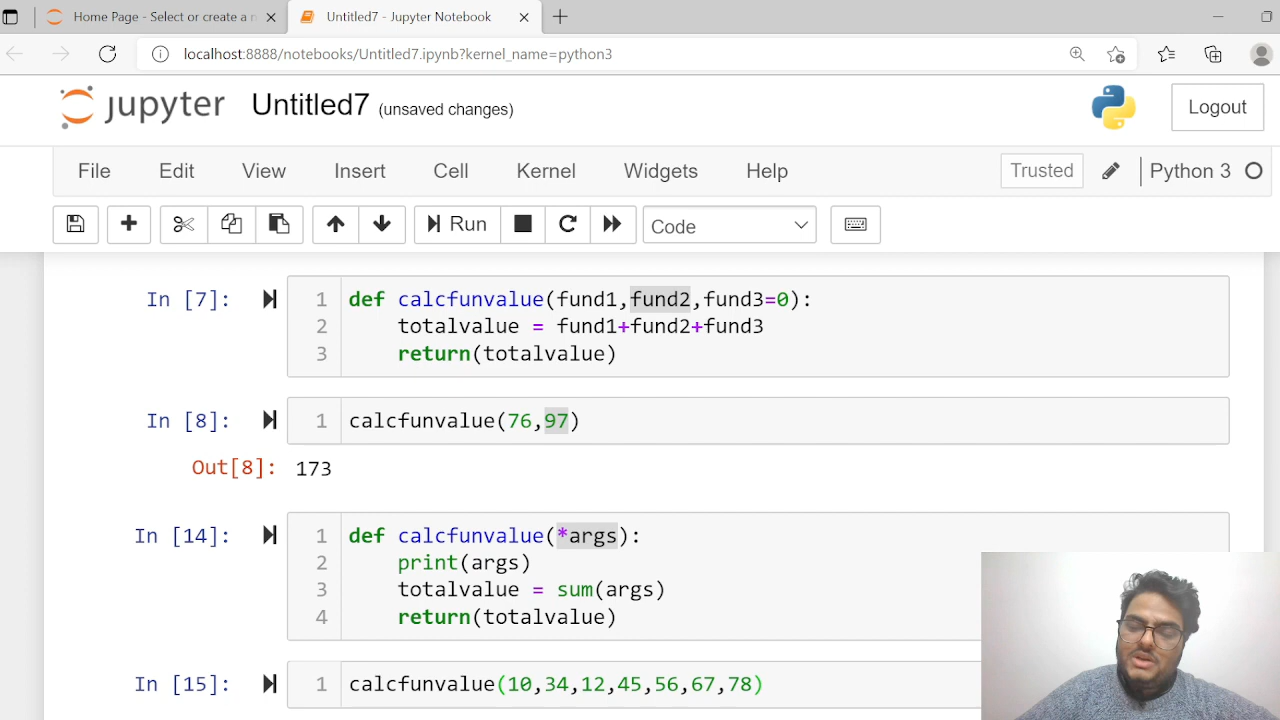 Home Page - Select or create a n
Untitled7 - Jupyter Notebook
localhost:8888/notebooks/Untitled7.ipynb?kernel_name=python3
jupyter Untitled7 (unsaved changes) Logout
File Edit View Insert Cell Kernel Widgets Help Trusted Python 3
Run Code
In [7]: 1 def calcfunvalue(fund1,fund2,fund3=0):
2 totalvalue = fund1+fund2+fund3
3 return(totalvalue)
In [8]: 1 calcfunvalue(76,97)
Out[8]: 173
In [14]: 1 def calcfunvalue(*args):
2 print(args)
3 totalvalue = sum(args)
4 return(totalvalue)
In [15]: 1 calcfunvalue(10,34,12,45,56,67,78)